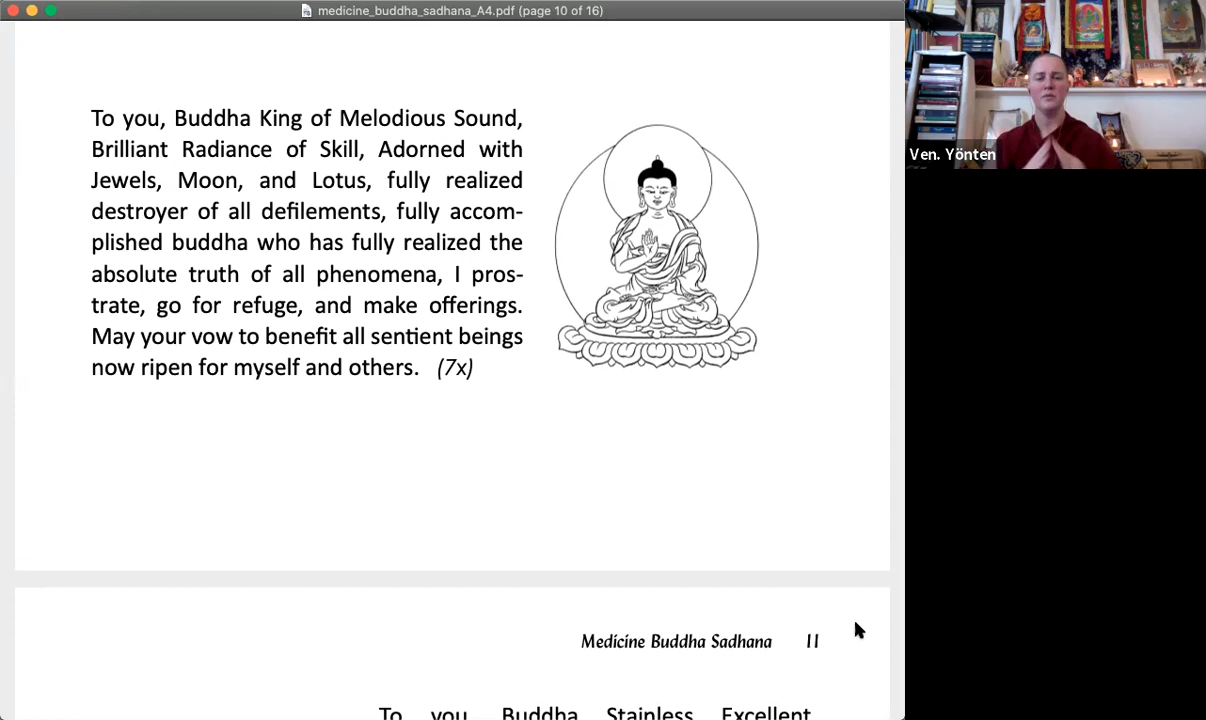 medicine_buddha_sadhana_A4.pdf (page 10 of 16)
To you, Buddha King of Melodious Sound,
Brilliant Radiance of Skill, Adorned with
Jewels, Moon, and Lotus, fully realized
destroyer of all defilements, fully accom-
plished buddha who has fully realized the
absolute truth of all phenomena, I pros-
trate, go for refuge, and make offerings.
May your vow to benefit all sentient beings
now ripen for myself and others. (7x)
Ven. Yönten
Medicine Buddha Sadhana 11
To you Buddha Stainless Excellent